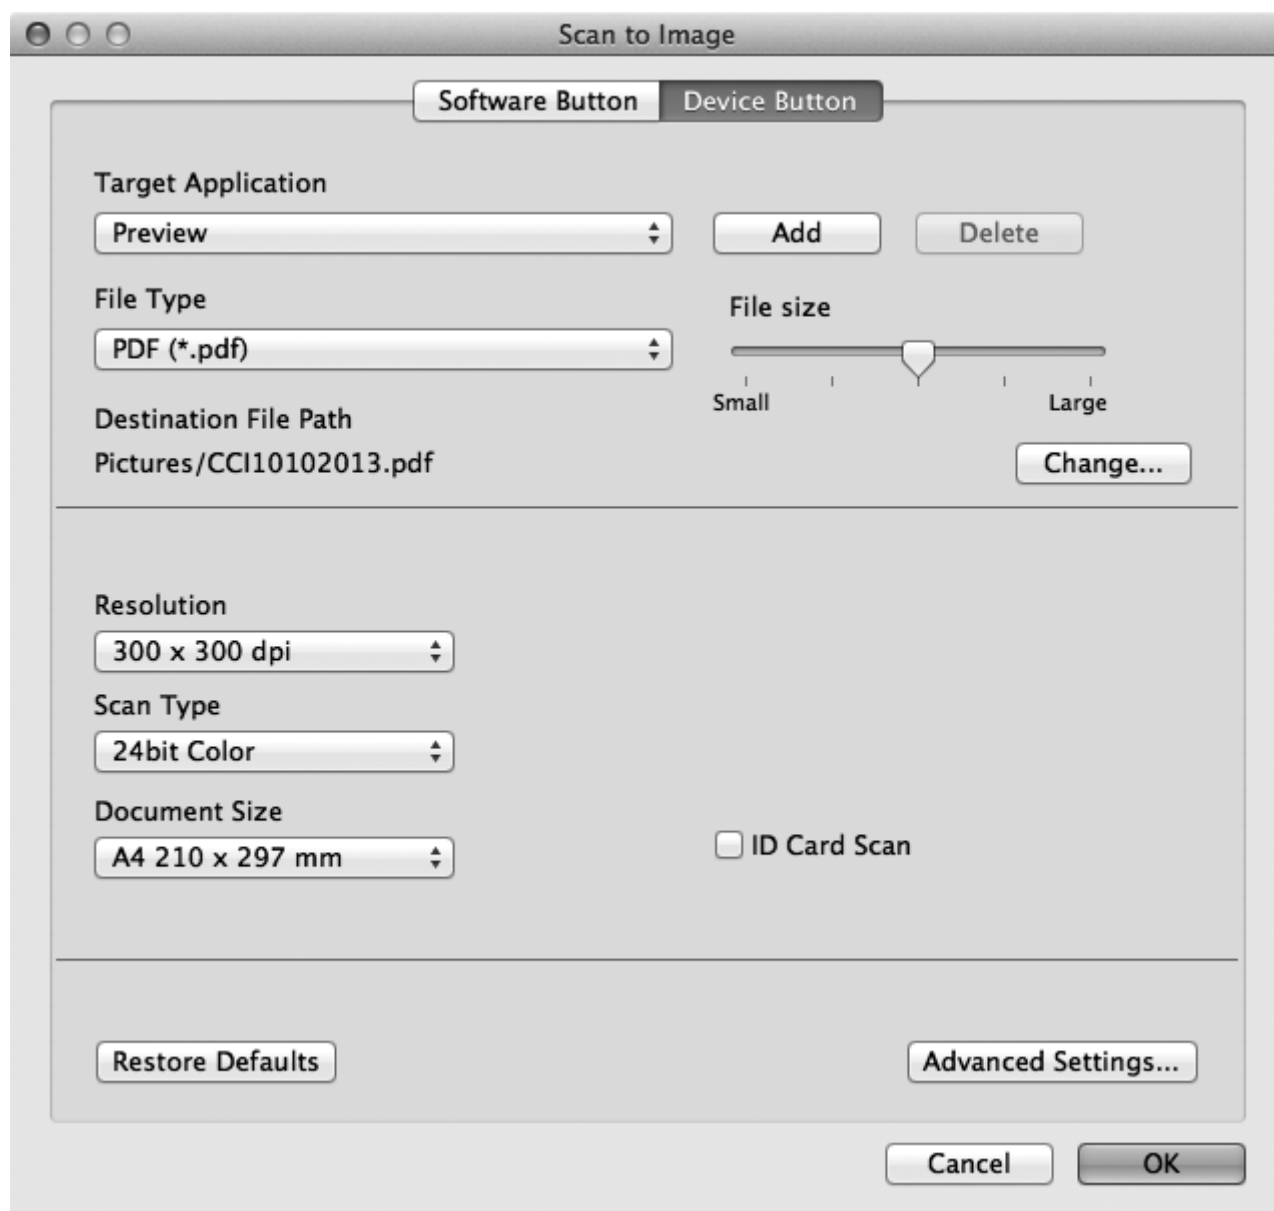 Scan to Image
Software Button
Device Button
Target Application
Preview
Add
Delete
File Type
File size
PDF (*.pdf)
Small
Large
Destination File Path
Pictures/CCI10102013.pdf
Change...
Resolution
300 x 300 dpi
Scan Type
24bit Color
Document Size
A4 210 x 297 mm
ID Card Scan
Restore Defaults
Advanced Settings...
Cancel
OK